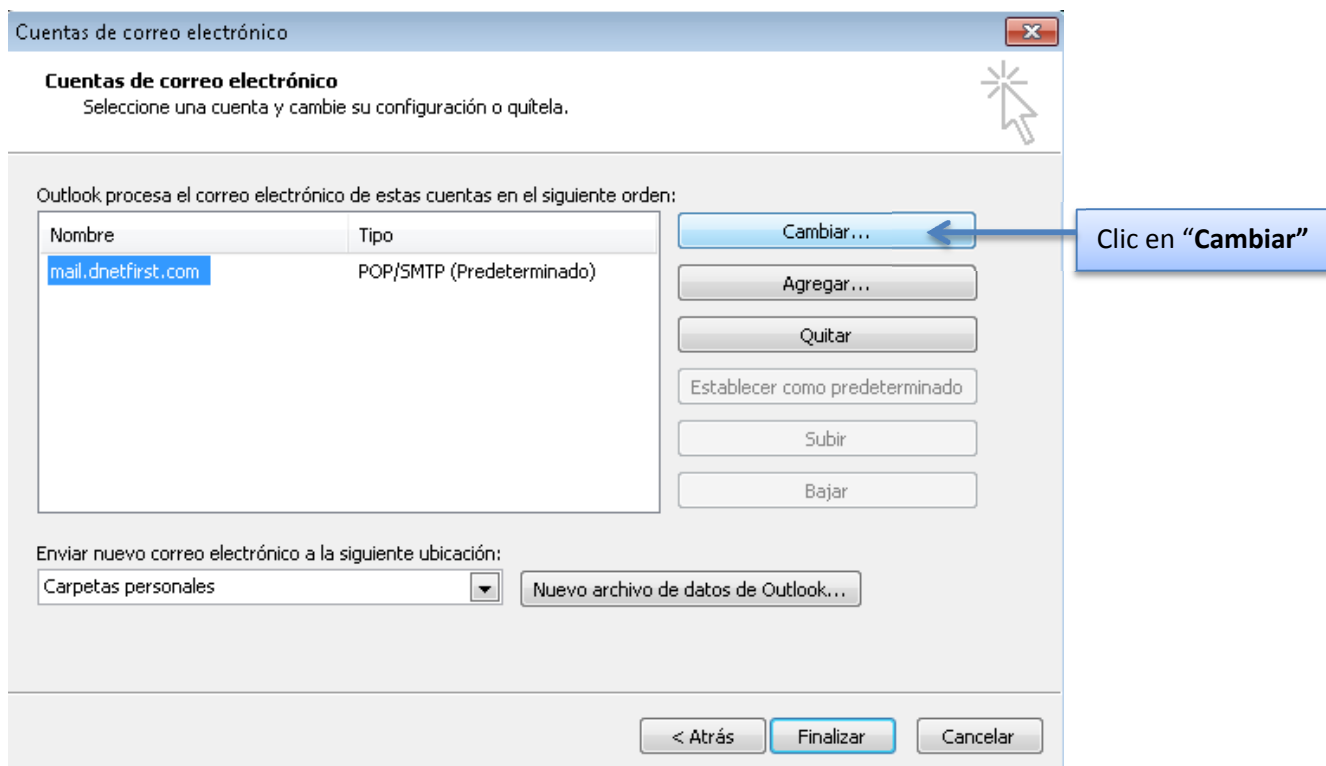 Cuentas de correo electrónico
Cuentas de correo electrónico
Seleccione una cuenta y cambie su configuración o quítela.
Outlook procesa el correo electrónico de estas cuentas en el siguiente orden:
Nombre Tipo
mail.dnetfirst.com POP/SMTP (Predeterminado)
Cambiar...
Agregar...
Quitar
Establecer como predeterminado
Subir
Bajar
Clic en “Cambiar”
Enviar nuevo correo electrónico a la siguiente ubicación:
Carpetas personales
Nuevo archivo de datos de Outlook...
< Atrás Finalizar Cancelar